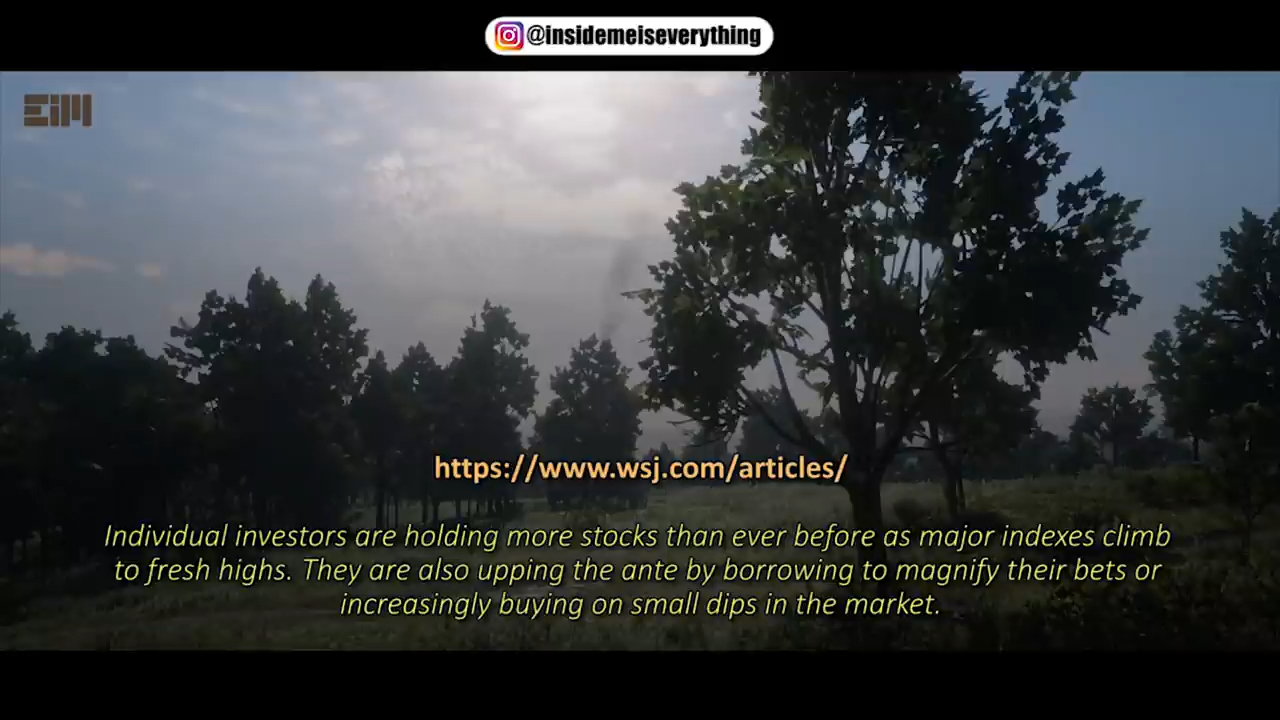 @insidemeiseverything
EiM
https://www.wsj.com/articles/
Individual investors are holding more stocks than ever before as major indexes climb
to fresh highs. They are also upping the ante by borrowing to magnify their bets or
increasingly buying on small dips in the market.